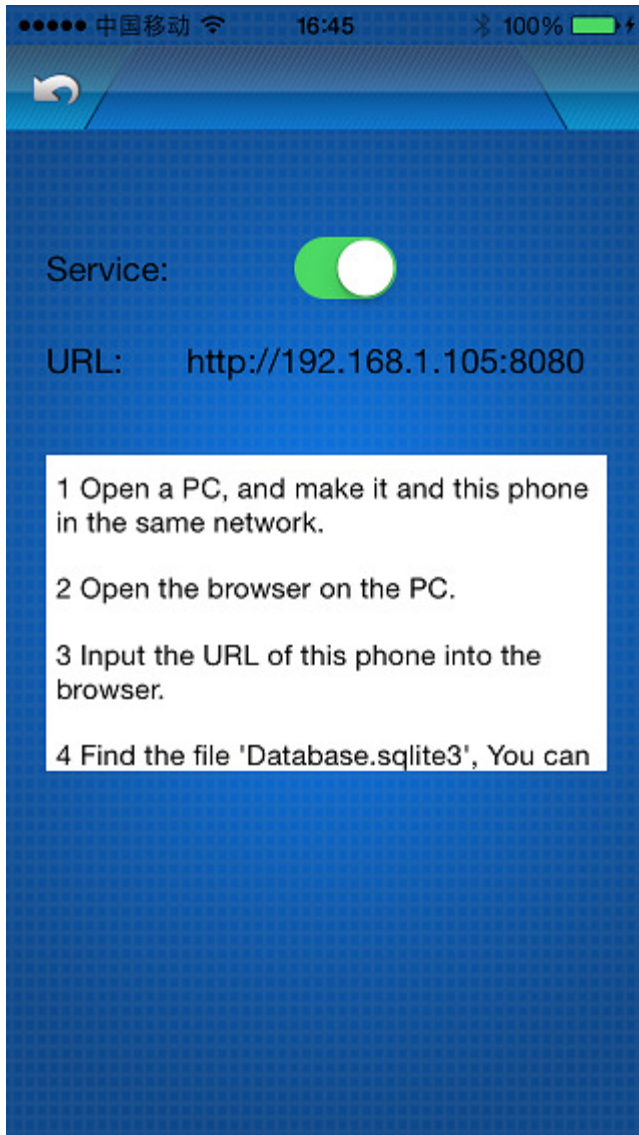 中国移动 16:45 100%
Service:
URL: http://192.168.1.105:8080
1 Open a PC, and make it and this phone
in the same network.
2 Open the browser on the PC.
3 Input the URL of this phone into the
browser.
4 Find the file 'Database.sqlite3', You can